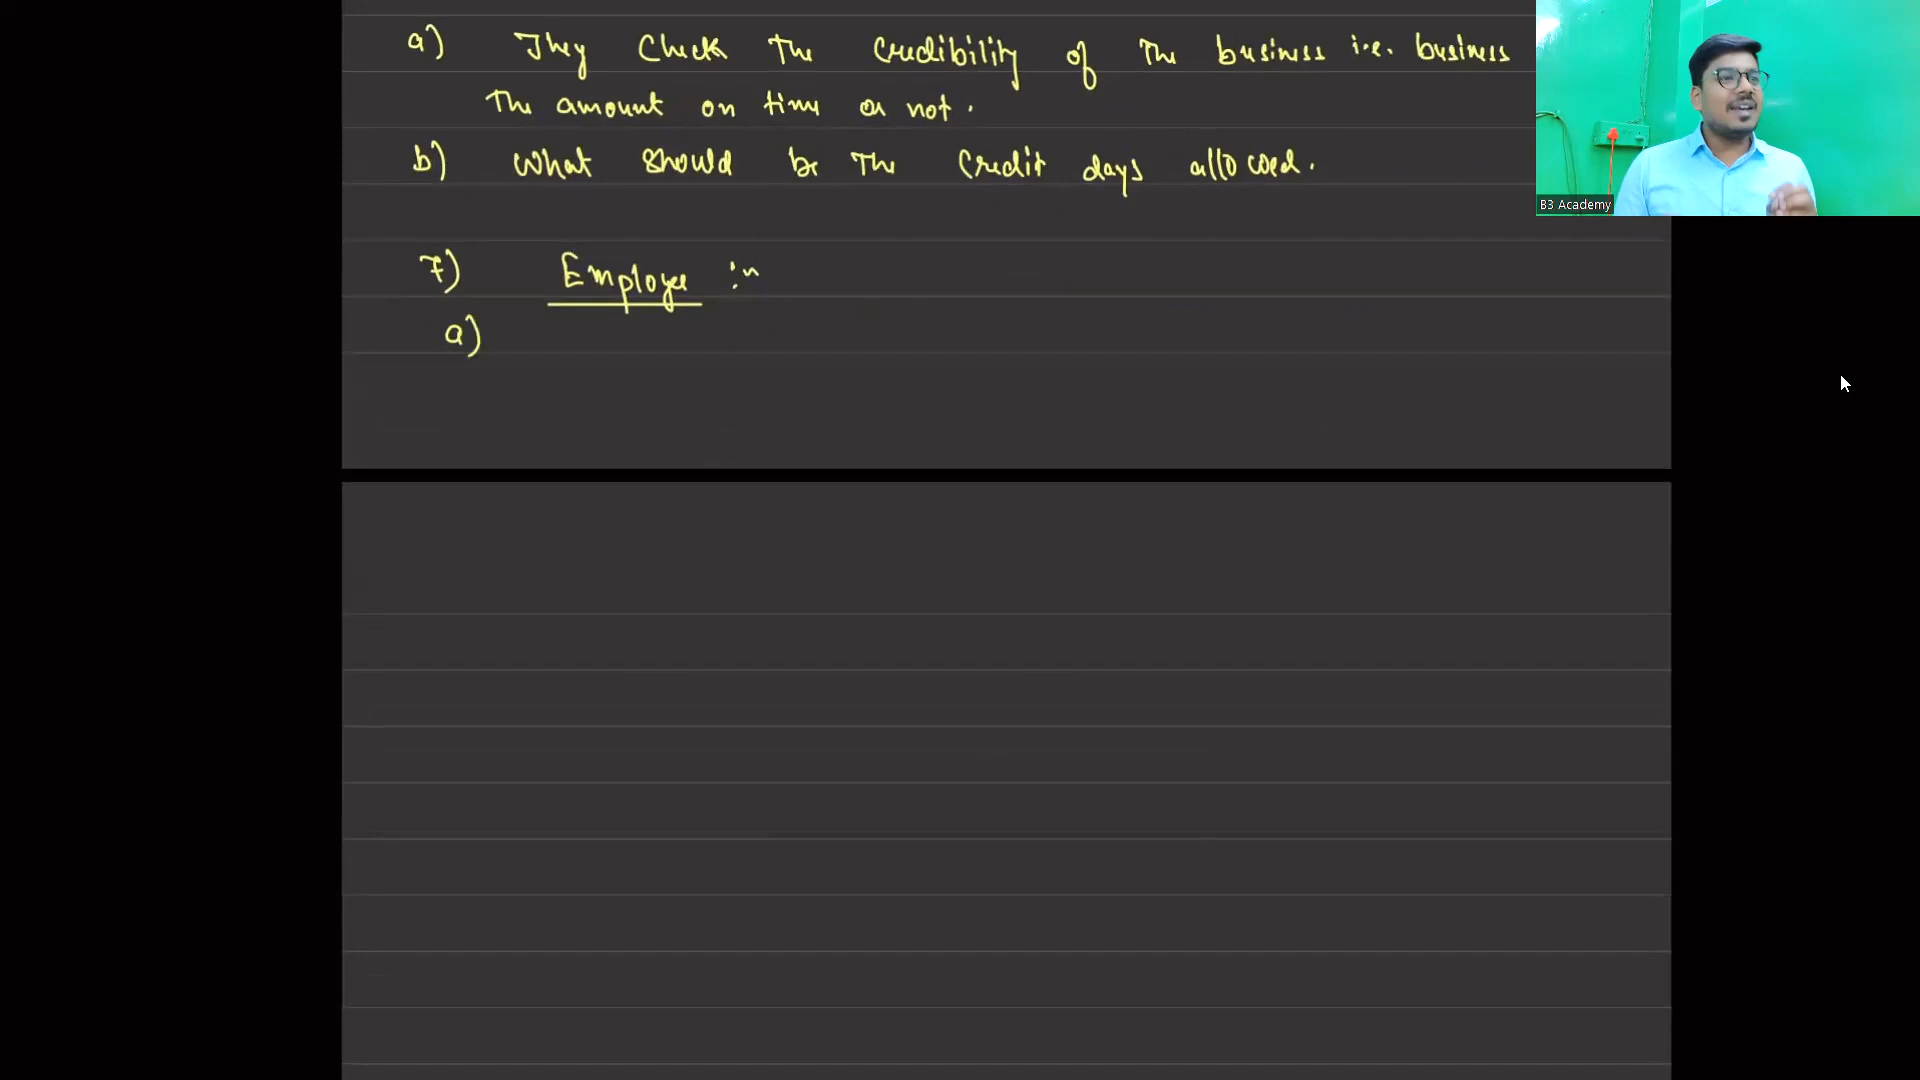 a) They Check The Credibility of The business i.e. business
The amount on time or not.
b) What Should be The Credit days allowed.
B3 Academy
7) Employee :-
a)